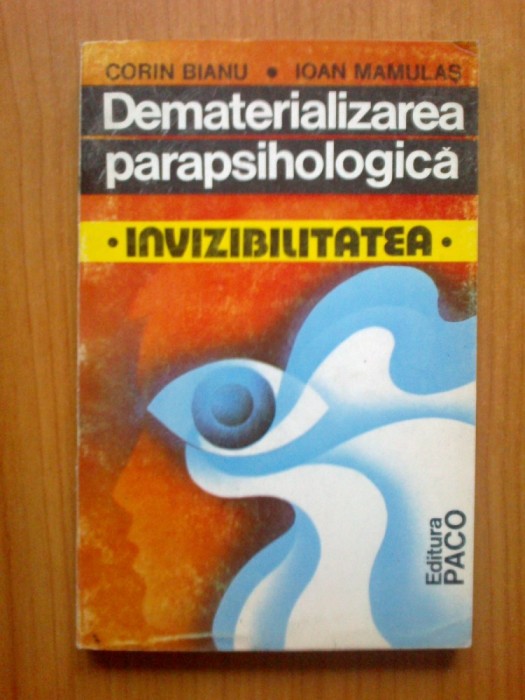 CORIN BIANU • IOAN MAMULAȘ
Dematerializarea
parapsihologică
• INVIZIBILITATEA •
Editura
PACO